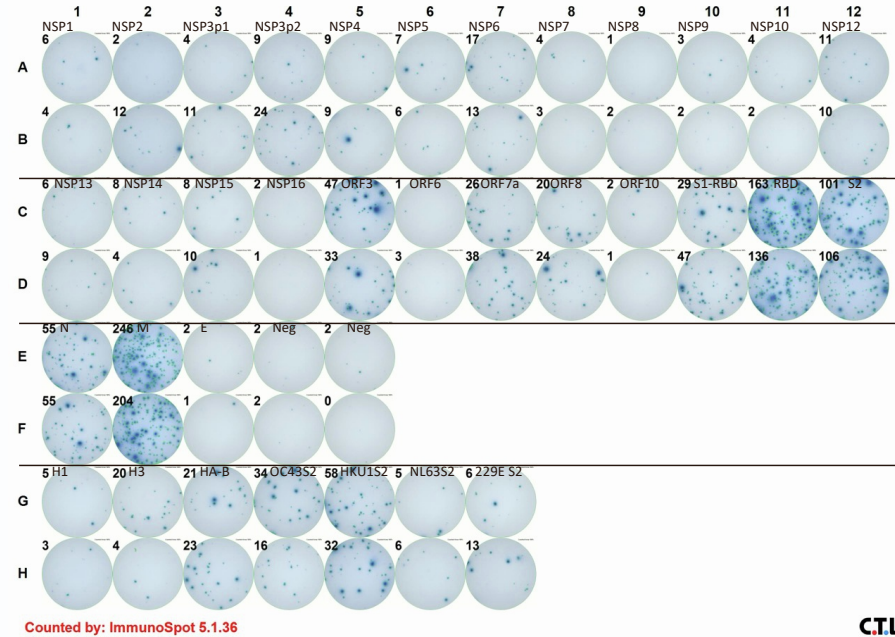 1 2 3 4 5 6 7 8 9 10 11 12
NSP1 NSP2 NSP3p1 NSP3p2 NSP4 NSP5 NSP6 NSP7 NSP8 NSP9 NSP10 NSP12
A 6 2 4 9 9 7 17 4 1 3 4 11
B 4 12 11 24 9 6 13 3 2 2 2 10
6 NSP13 8 NSP14 8 NSP15 2 NSP16 47 ORF3 1 ORF6 26 ORF7a 20 ORF8 2 ORF10 29 S1-RBD 163 RBD 101 S2
C
D 9 4 10 1 33 3 38 24 1 47 136 106
55 N 246 M 2 E 2 Neg 2 Neg
E
F 55 204 1 2 0
5 H1 20 H3 21 HA-B 34 OC43S2 58 HKU1S2 5 NL63S2 6 229E S2
G
H 3 4 23 16 32 6 13
Counted by: ImmunoSpot 5.1.36
C.T.L